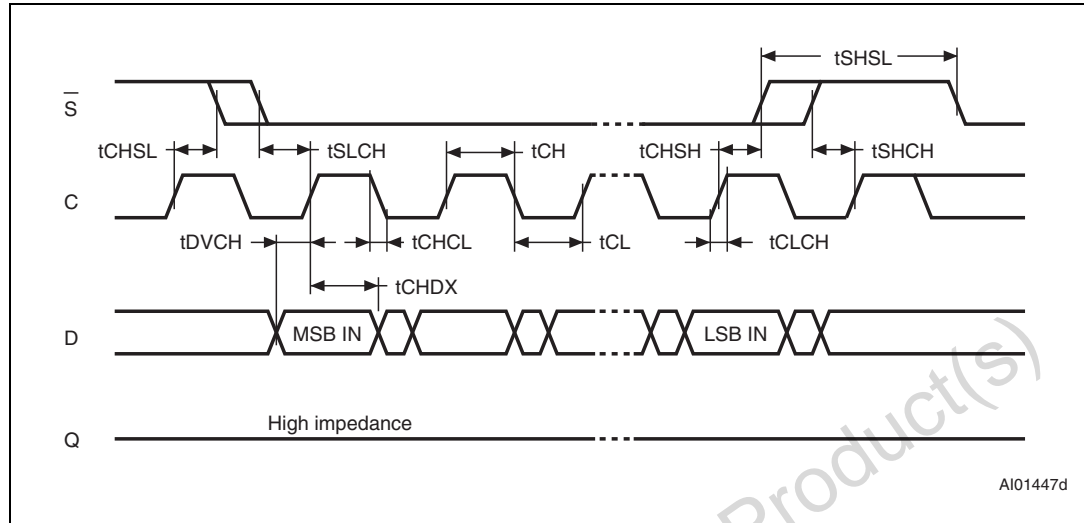 tSHSL
S
tCHSL tSLCH tCH tCHSH tSHCH
C
tDVCH tCHCL tCL tCLCH
tCHDX
D MSB IN LSB IN
High impedance
Q
AI01447d
Product(s)